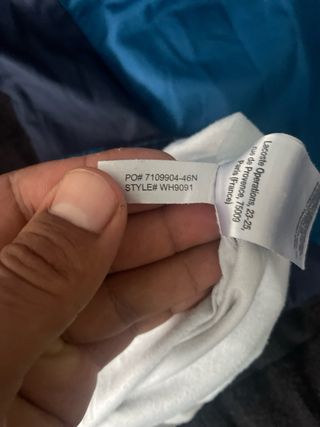 PO# 7109904-46N
STYLE# WH9091
Lacoste Operations, 23-25,
rue de Provence, 75009
Paris (France)